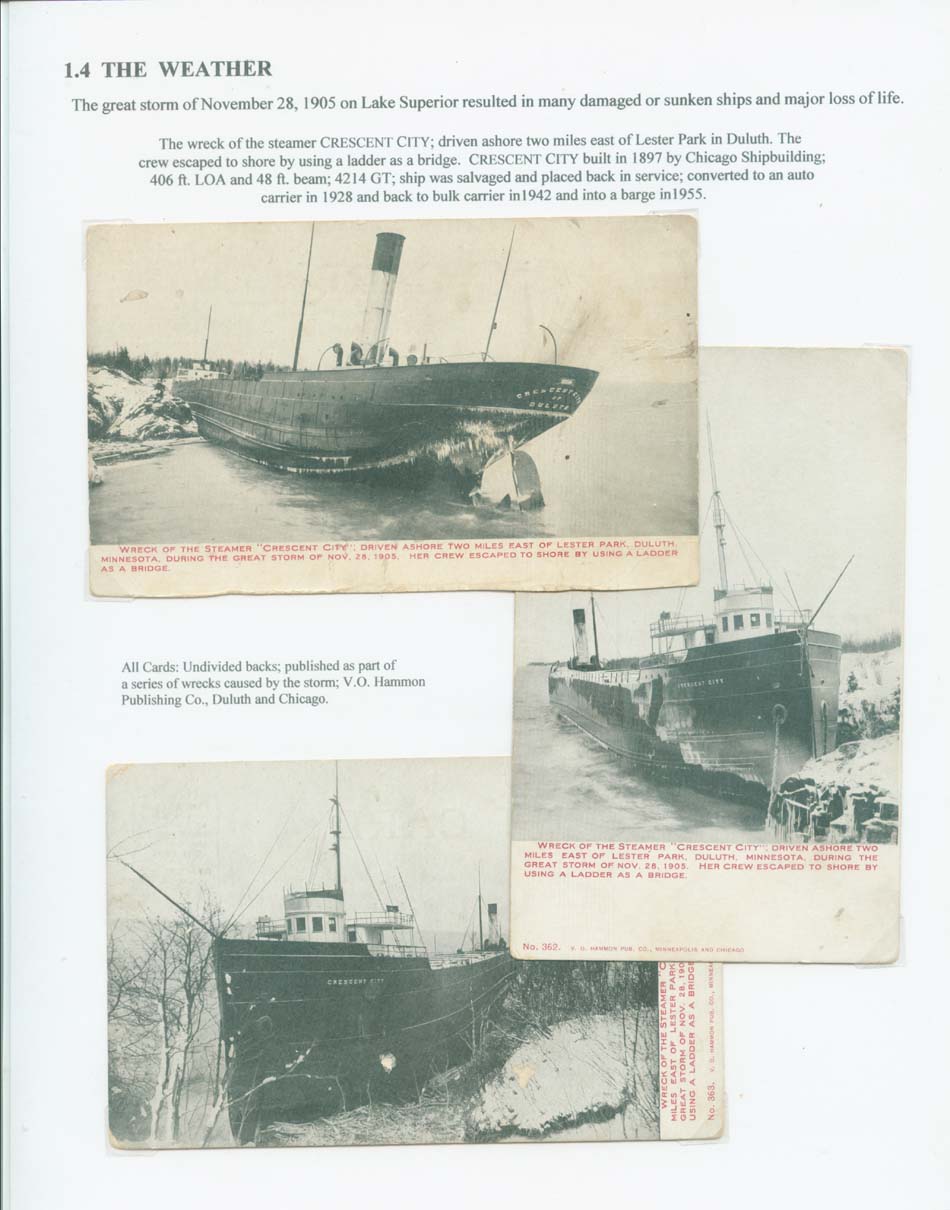 1.4 THE WEATHER
The great storm of November 28, 1905 on Lake Superior resulted in many damaged or sunken ships and major loss of life.
The wreck of the steamer CRESCENT CITY; driven ashore two miles east of Lester Park in Duluth. The
crew escaped to shore by using a ladder as a bridge. CRESCENT CITY built in 1897 by Chicago Shipbuilding;
406 ft. LOA and 48 ft. beam; 4214 GT; ship was salvaged and placed back in service; converted to an auto
carrier in 1928 and back to bulk carrier in1942 and into a barge in1955.
CRESCENT CITY
OF
DULUTH
WRECK OF THE STEAMER "CRESCENT CITY"; DRIVEN ASHORE TWO MILES EAST OF LESTER PARK, DULUTH,
MINNESOTA, DURING THE GREAT STORM OF NOV. 28, 1905. HER CREW ESCAPED TO SHORE BY USING A LADDER
AS A BRIDGE.
CRESCENT CITY
All Cards: Undivided backs; published as part of
a series of wrecks caused by the storm; V.O. Hammon
Publishing Co., Duluth and Chicago.
WRECK OF THE STEAMER "CRESCENT CITY"; DRIVEN ASHORE TWO
MILES EAST OF LESTER PARK, DULUTH, MINNESOTA, DURING THE
GREAT STORM OF NOV. 28, 1905. HER CREW ESCAPED TO SHORE BY
USING A LADDER AS A BRIDGE.
No. 362. V. O. HAMMON PUB. CO., MINNEAPOLIS AND CHICAGO
CRESCENT CITY
WRECK OF THE STEAMER "C
MILES EAST OF LESTER PARK
GREAT STORM OF NOV. 28, 190
USING A LADDER AS A BRIDGE
No. 363. V. O. HAMMON PUB. CO., MINNEA